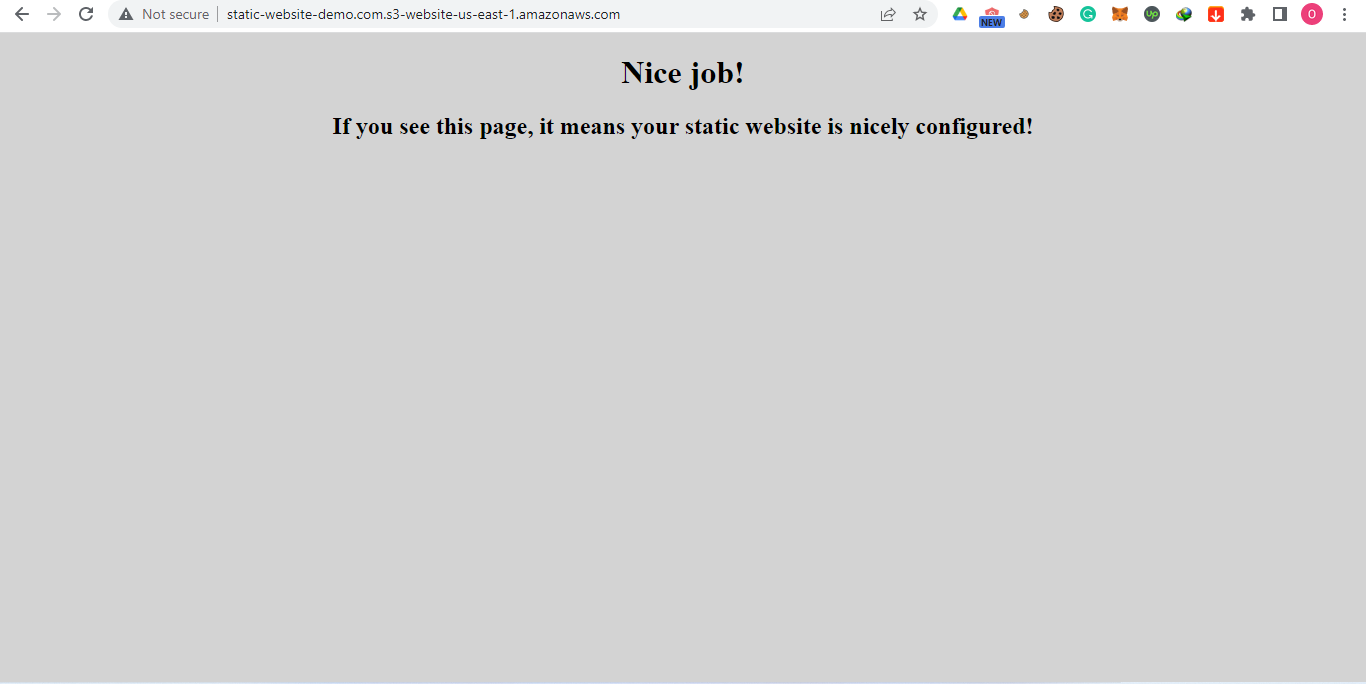 Not secure
static-website-demo.com.s3-website-us-east-1.amazonaws.com
NEW
G
up
O
Nice job!
If you see this page, it means your static website is nicely configured!